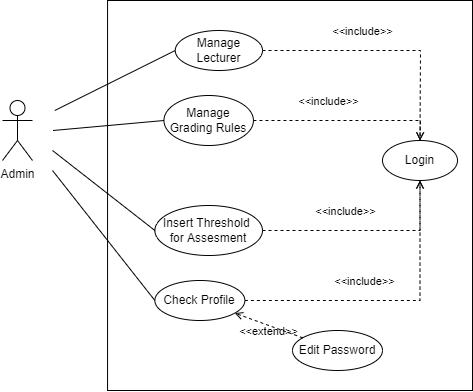 <<include>>
Manage
Lecturer
<<include>>
Manage
Grading Rules
Login
Admin
<<include>>
Insert Threshold
for Assesment
<<include>>
Check Profile
<<extend>>
Edit Password